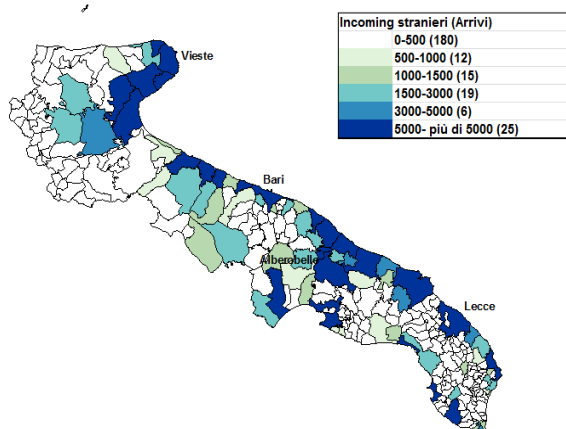 Incoming stranieri (Arrivi)
0-500 (180)
500-1000 (12)
1000-1500 (15)
1500-3000 (19)
3000-5000 (6)
5000- più di 5000 (25)
Vieste
Bari
Alberobello
Lecce